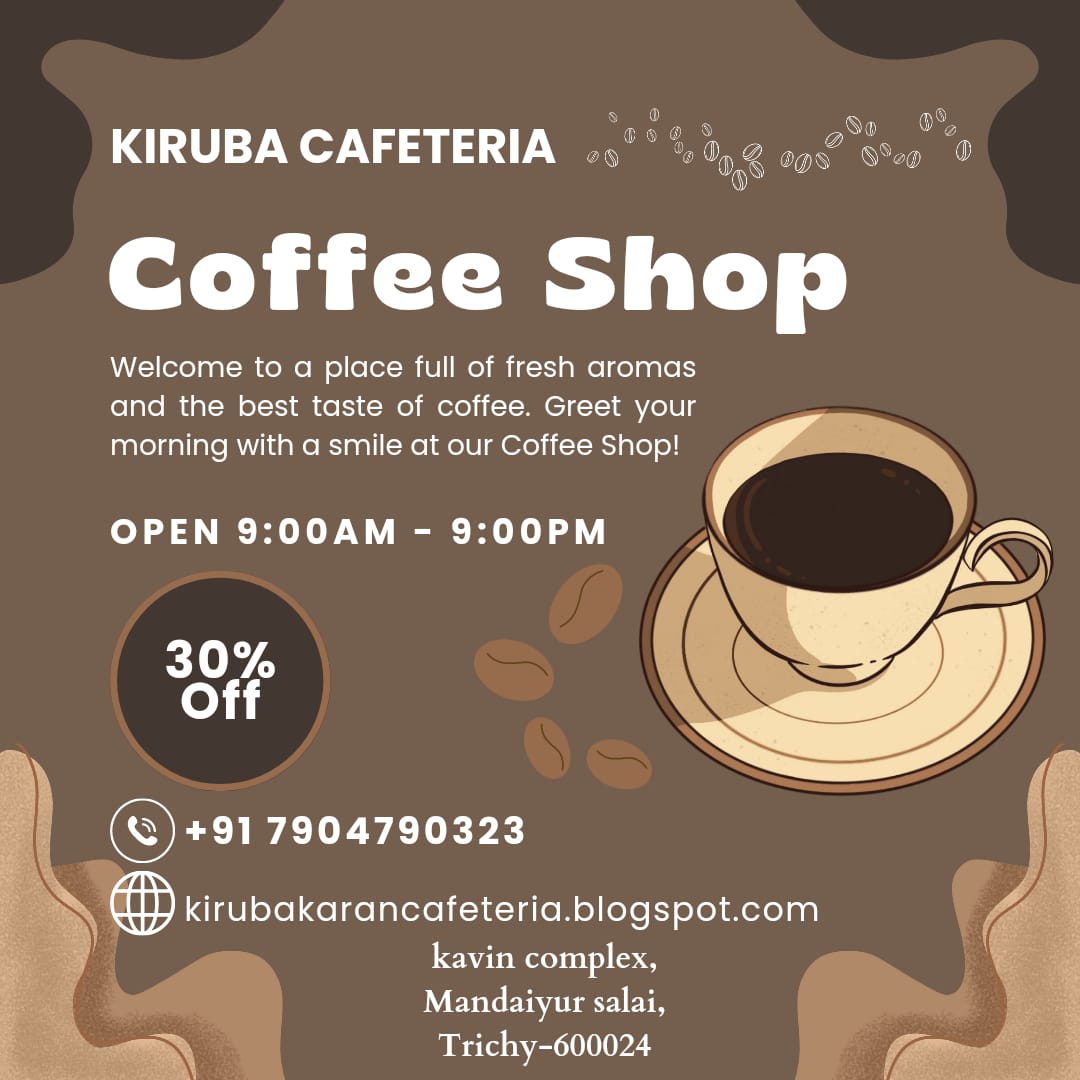 KIRUBA CAFETERIA
Coffee Shop
Welcome to a place full of fresh aromas
and the best taste of coffee. Greet your
morning with a smile at our Coffee Shop!
OPEN 9:00AM - 9:00PM
30%
Off
+91 7904790323
kirubakarancafeteria.blogspot.com
kavin complex,
Mandaiyur salai,
Trichy-600024